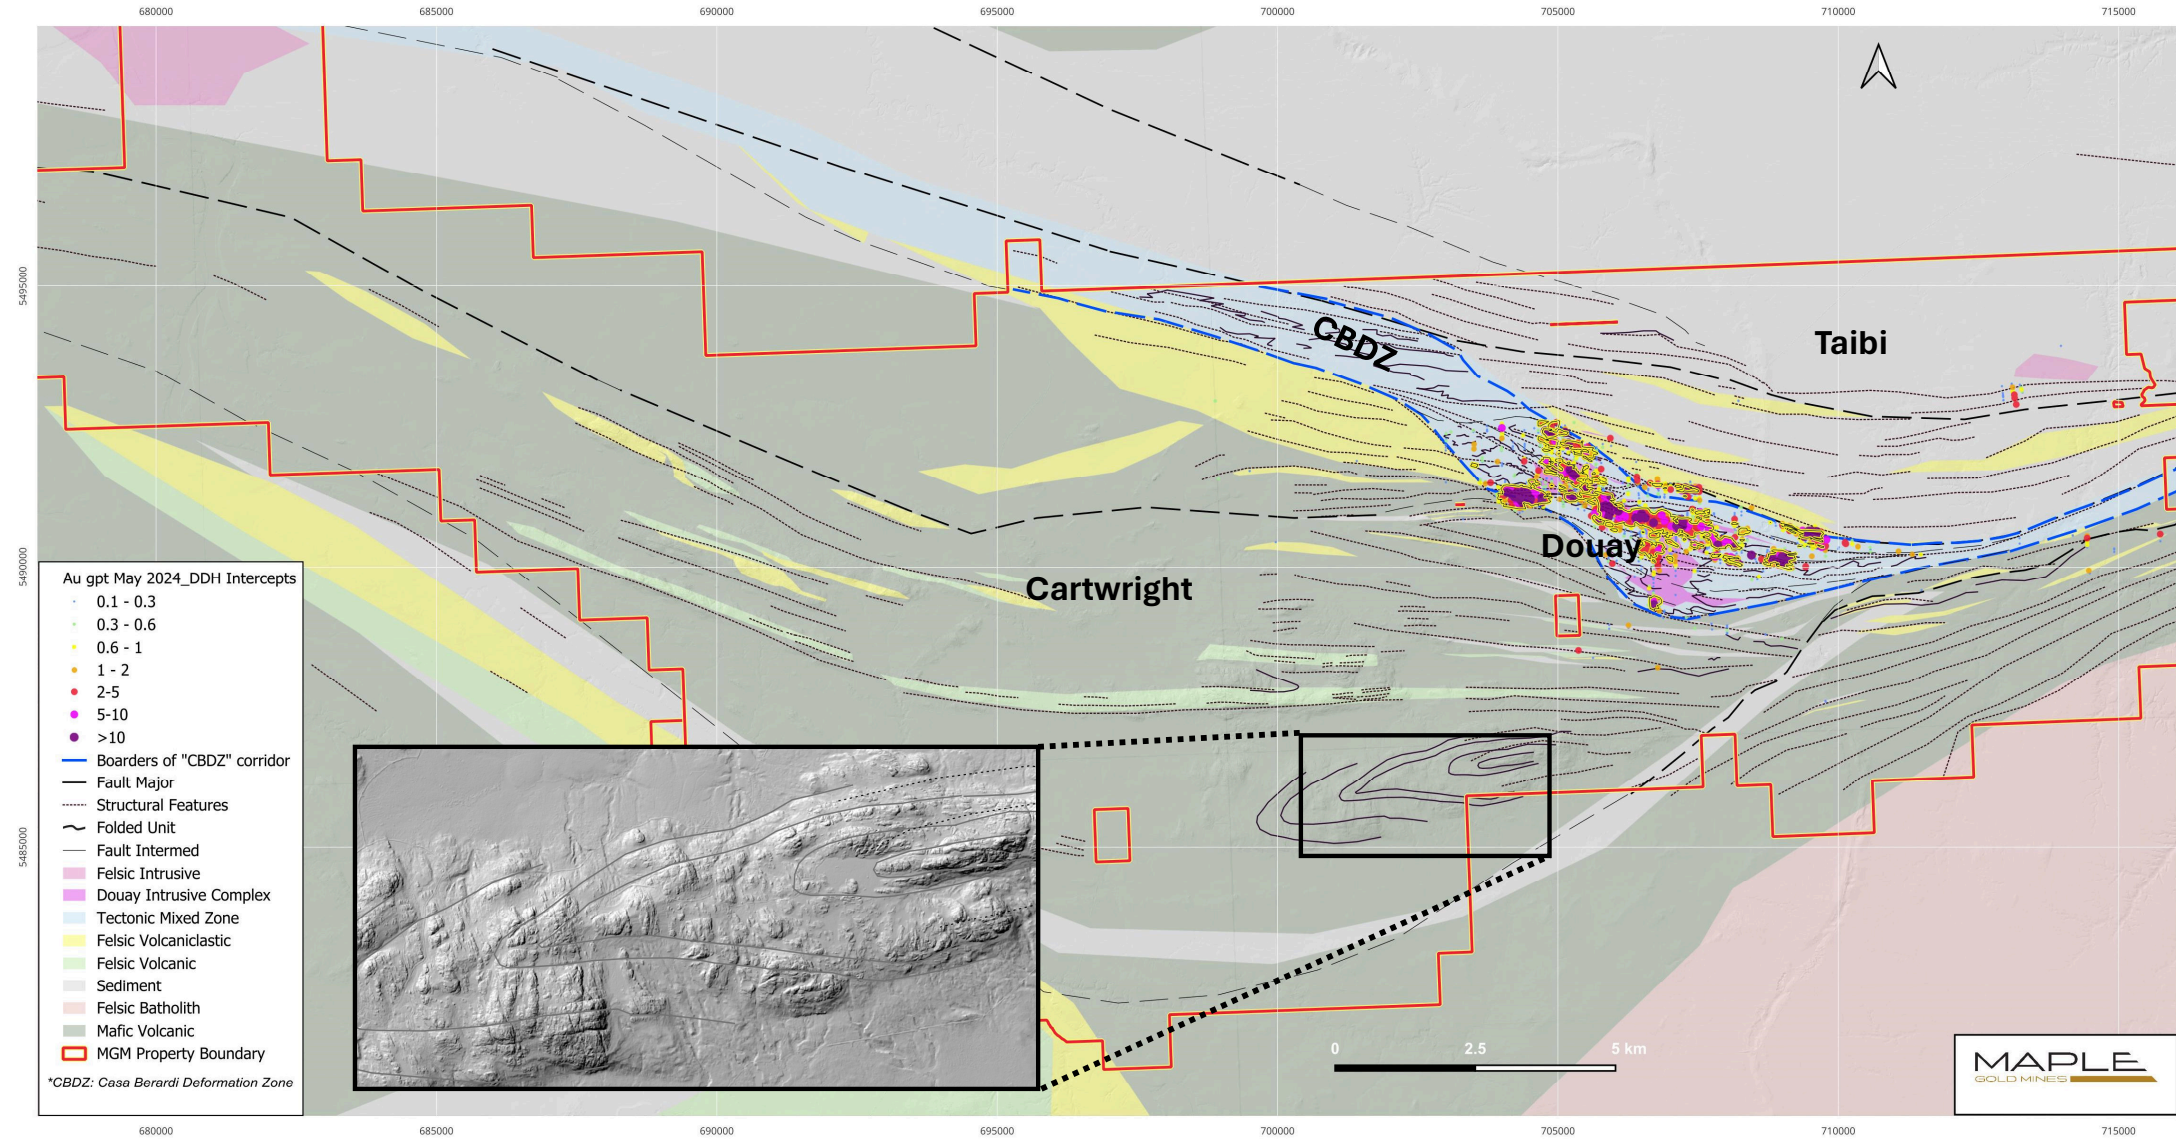 680000 685000 690000 695000 700000 705000 710000 715000
5495000
5490000
5485000
CBDZ
Taibi
Douay
Cartwright
Au gpt May 2024_DDH Intercepts
0.1 - 0.3
0.3 - 0.6
0.6 - 1
1 - 2
2-5
5-10
>10
Boarders of "CBDZ" corridor
Fault Major
Structural Features
Folded Unit
Fault Intermed
Felsic Intrusive
Douay Intrusive Complex
Tectonic Mixed Zone
Felsic Volcaniclastic
Felsic Volcanic
Sediment
Felsic Batholith
Mafic Volcanic
MGM Property Boundary
*CBDZ: Casa Berardi Deformation Zone
0 2.5 5 km
MAPLE
GOLD MINES
680000 685000 690000 695000 700000 705000 710000 715000